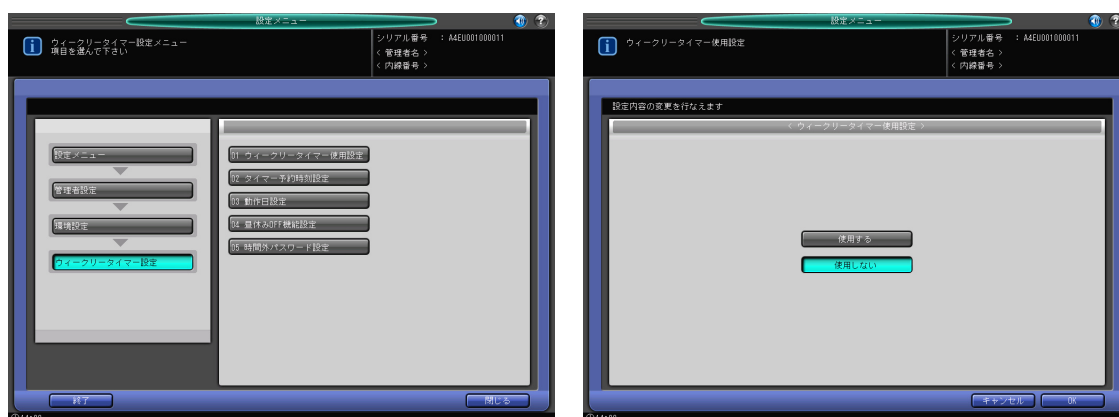 設定メニュー
ウィークリータイマー設定メニュー
項目を選んで下さい
シリアル番号 : A4EU001000011
< 管理者名 >
< 内線番号 >
設定メニュー
管理者設定
環境設定
ウィークリータイマー設定
01 ウィークリータイマー使用設定
02 タイマー予約時刻設定
03 動作日設定
04 昼休みOFF機能設定
05 時間外パスワード設定
終了
閉じる
設定メニュー
ウィークリータイマー使用設定
シリアル番号 : A4EU001000011
< 管理者名 >
< 内線番号 >
設定内容の変更を行なえます
< ウィークリータイマー使用設定 >
使用する
使用しない
キャンセル
OK